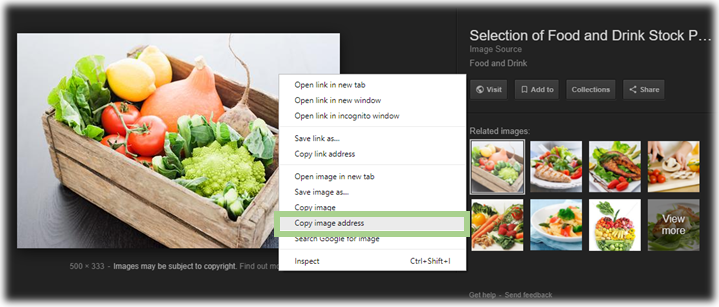 Selection of Food and Drink Stock P...
Image Source
Food and Drink
Visit
Add to
Collections
Share
Open link in new tab
Open link in new window
Open link in incognito window
Save link as...
Copy link address
Open image in new tab
Save image as...
Copy image
Copy image address
Search Google for image
Inspect Ctrl+Shift+I
500 × 333 - Images may be subject to copyright. Find out
Related images:
View
more
Get help - Send feedback